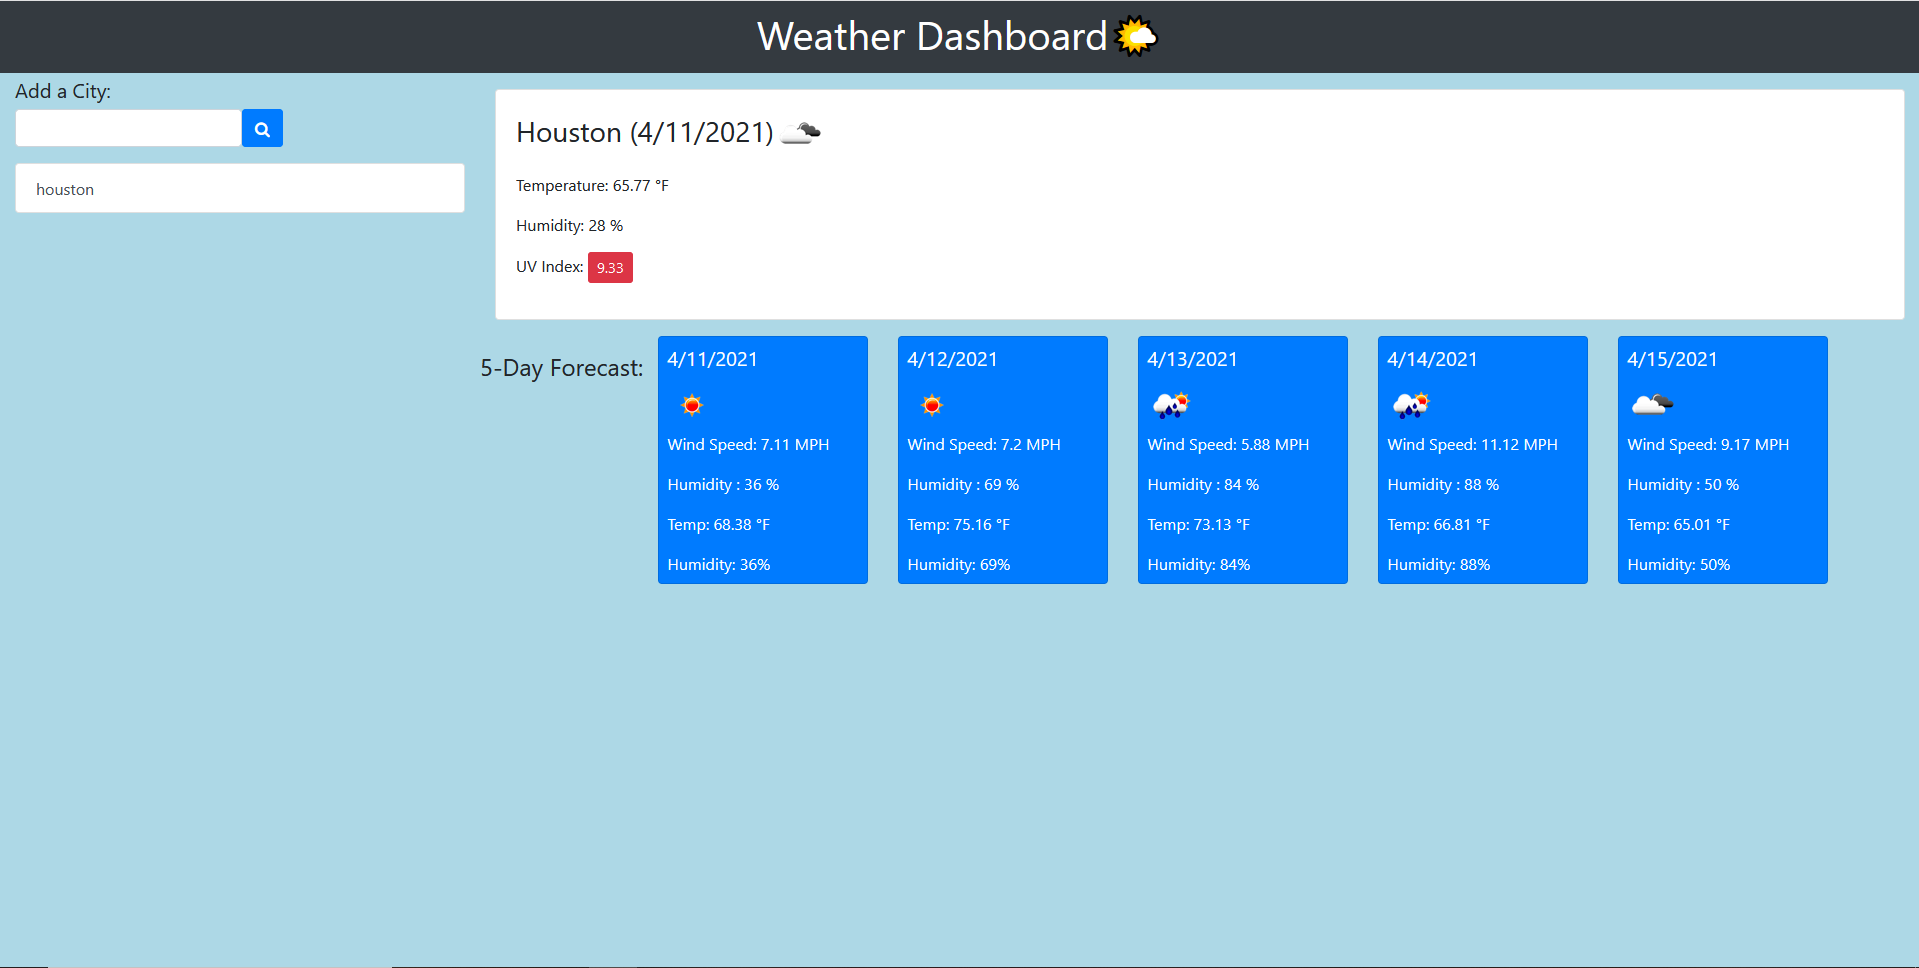 Weather Dashboard
Add a City:
houston
Houston (4/11/2021)
Temperature: 65.77 °F
Humidity: 28 %
UV Index: 9.33
5-Day Forecast:
4/11/2021
Wind Speed: 7.11 MPH
Humidity : 36 %
Temp: 68.38 °F
Humidity: 36%
4/12/2021
Wind Speed: 7.2 MPH
Humidity : 69 %
Temp: 75.16 °F
Humidity: 69%
4/13/2021
Wind Speed: 5.88 MPH
Humidity : 84 %
Temp: 73.13 °F
Humidity: 84%
4/14/2021
Wind Speed: 11.12 MPH
Humidity : 88 %
Temp: 66.81 °F
Humidity: 88%
4/15/2021
Wind Speed: 9.17 MPH
Humidity : 50 %
Temp: 65.01 °F
Humidity: 50%